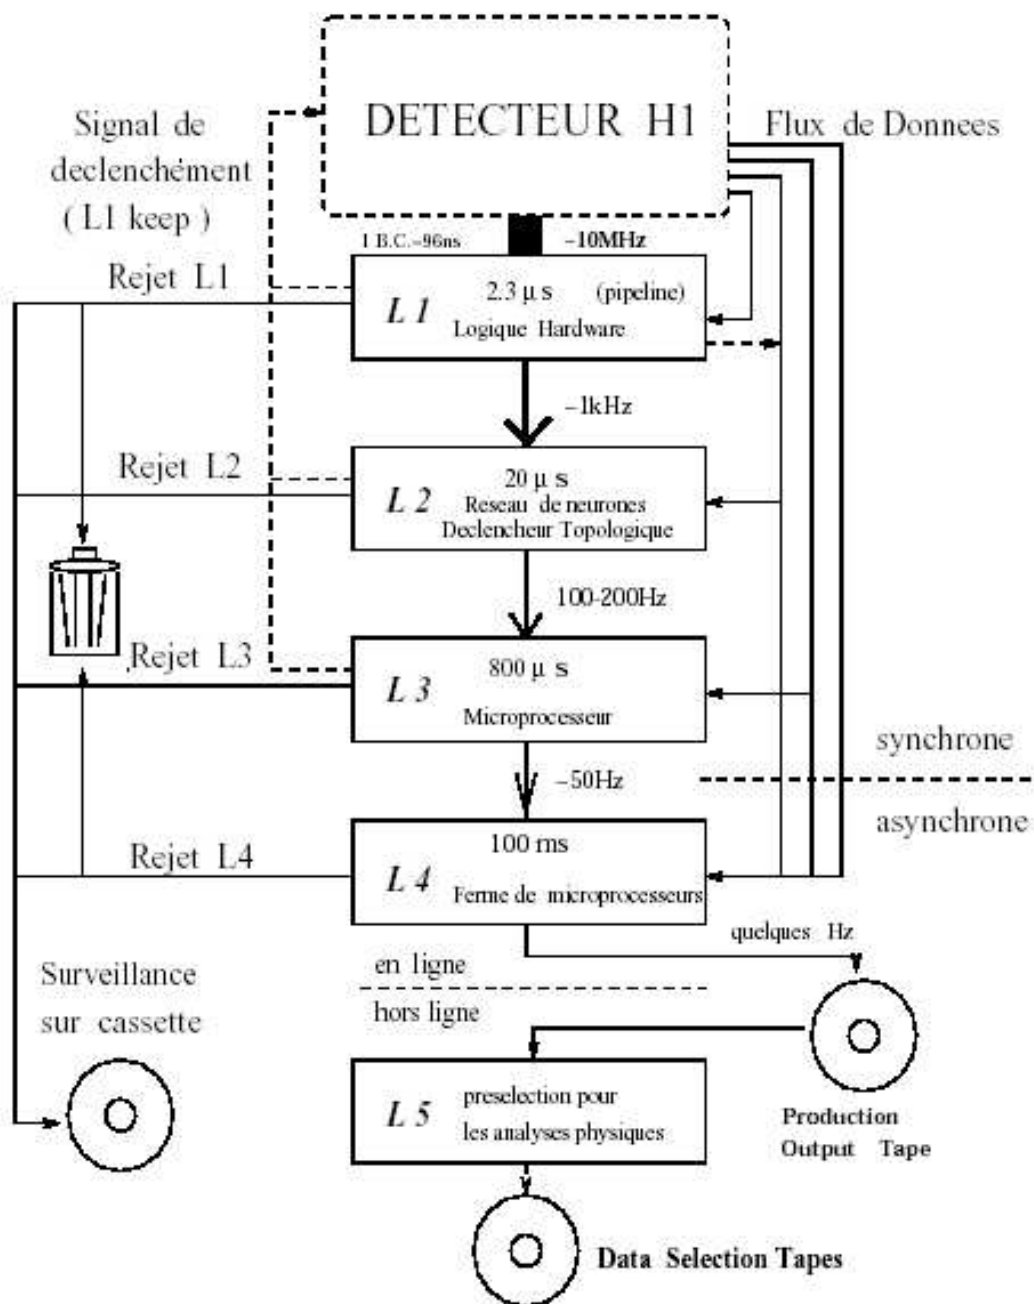 DETECTEUR H1
Signal de
declenchément
( L1 keep )
Flux de Donnees
1 B.C.~96ns
~10MHz
Rejet L1
L 1
2.3 µ s (pipeline)
Logique Hardware
~1kHz
Rejet L2
L 2
20 µ s
Reseau de neurones
Declencheur Topologique
100-200Hz
Rejet L3
L 3
800 µ s
Microprocesseur
synchrone
~50Hz
asynchrone
Rejet L4
L 4
100 ms
Ferme de microprocesseurs
quelques Hz
en ligne
hors ligne
Surveillance
sur cassette
L 5
preselection pour
les analyses physiques
Production
Output Tape
Data Selection Tapes